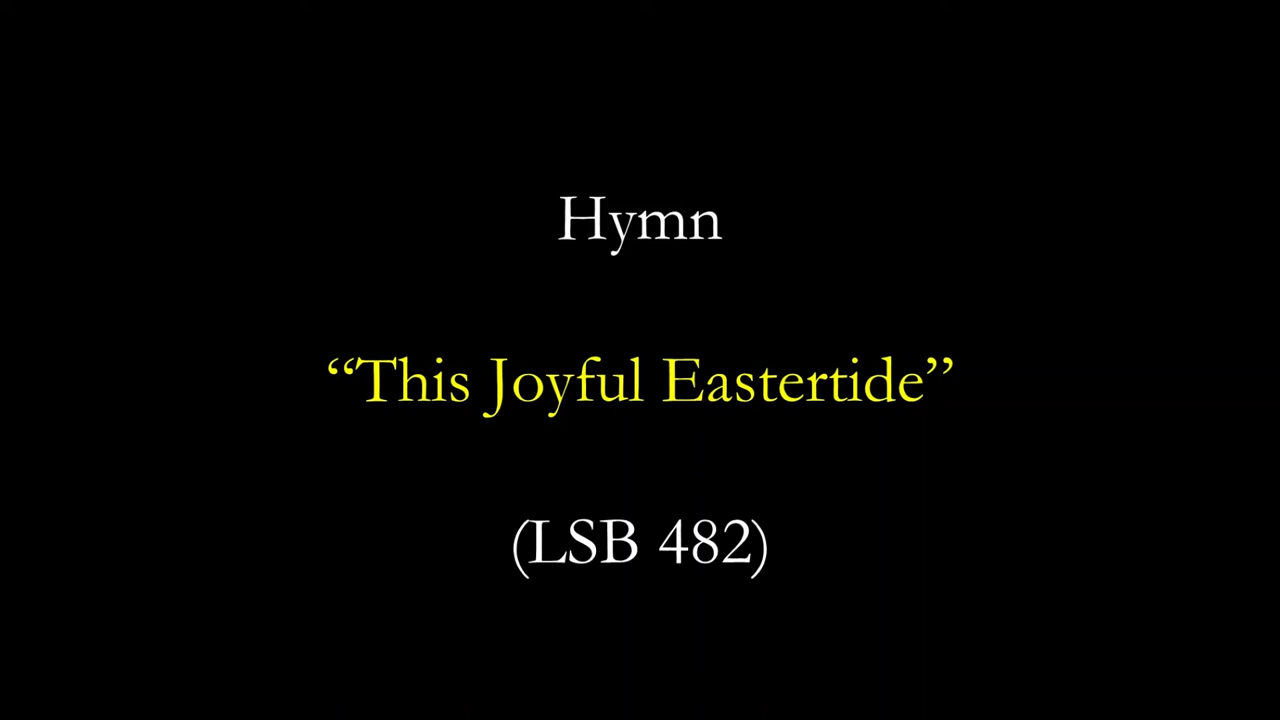 Hymn
“This Joyful Eastertide”
(LSB 482)